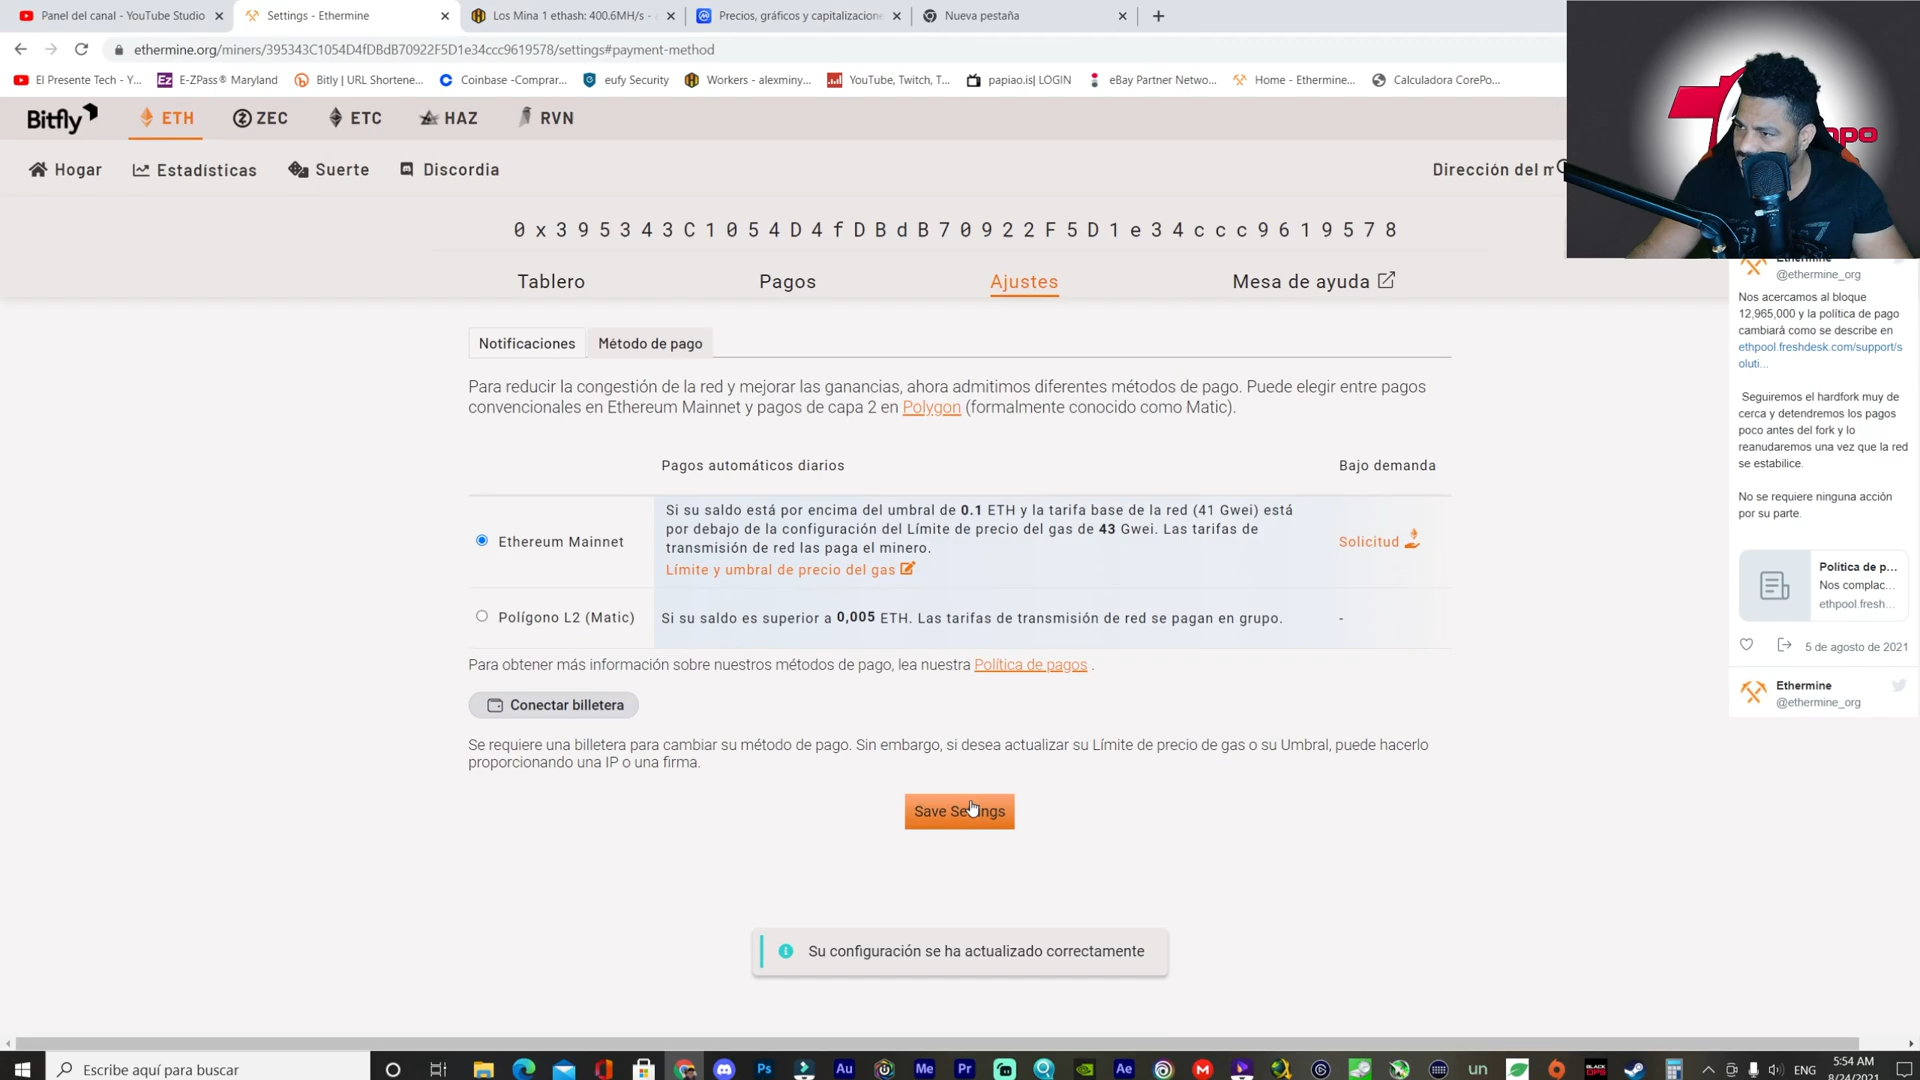 Panel del canal - YouTube Studio
Settings - Ethermine
Los Mina 1 ethash: 400.6MH/s -
Precios, gráficos y capitalizacione
Nueva pestaña
ethermine.org/miners/395343C1054D4fDBdB70922F5D1e34ccc9619578/settings#payment-method
El Presente Tech - Y...
E-ZPass® Maryland
Bitly | URL Shortene...
Coinbase -Comprar...
eufy Security
Workers - alexminy...
YouTube, Twitch, T...
papiao.is| LOGIN
eBay Partner Netwo...
Home - Ethermine...
Calculadora CorePo...
Bitfly
ETH
ZEC
ETC
HAZ
RVN
Hogar
Estadísticas
Suerte
Discordia
Dirección del m
0x395343C1054D4fDBdB70922F5D1e34ccc9619578
Tablero
Pagos
Ajustes
Mesa de ayuda
Notificaciones
Método de pago
Para reducir la congestión de la red y mejorar las ganancias, ahora admitimos diferentes métodos de pago. Puede elegir entre pagos
convencionales en Ethereum Mainnet y pagos de capa 2 en Polygon (formalmente conocido como Matic).
Pagos automáticos diarios
Bajo demanda
Ethereum Mainnet
Si su saldo está por encima del umbral de 0.1 ETH y la tarifa base de la red (41 Gwei) está
por debajo de la configuración del Límite de precio del gas de 43 Gwei. Las tarifas de
transmisión de red las paga el minero.
Límite y umbral de precio del gas
Solicitud
Polígono L2 (Matic)
Si su saldo es superior a 0,005 ETH. Las tarifas de transmisión de red se pagan en grupo.
-
Para obtener más información sobre nuestros métodos de pago, lea nuestra Política de pagos .
Conectar billetera
Se requiere una billetera para cambiar su método de pago. Sin embargo, si desea actualizar su Límite de precio de gas o su Umbral, puede hacerlo
proporcionando una IP o una firma.
Save Settings
Su configuración se ha actualizado correctamente
Ethermine
@ethermine_org
Nos acercamos al bloque
12,965,000 y la política de pago
cambiará como se describe en
ethpool.freshdesk.com/support/s
oluti...
Seguiremos el hardfork muy de
cerca y detendremos los pagos
poco antes del fork y lo
reanudaremos una vez que la red
se estabilice.
No se requiere ninguna acción
por su parte.
Política de p...
Nos complac...
ethpool.fresh...
5 de agosto de 2021
Ethermine
@ethermine_org
Escribe aquí para buscar
Ps
Au
Me
Pr
Ae
un
ENG
5:54 AM
8/24/2021